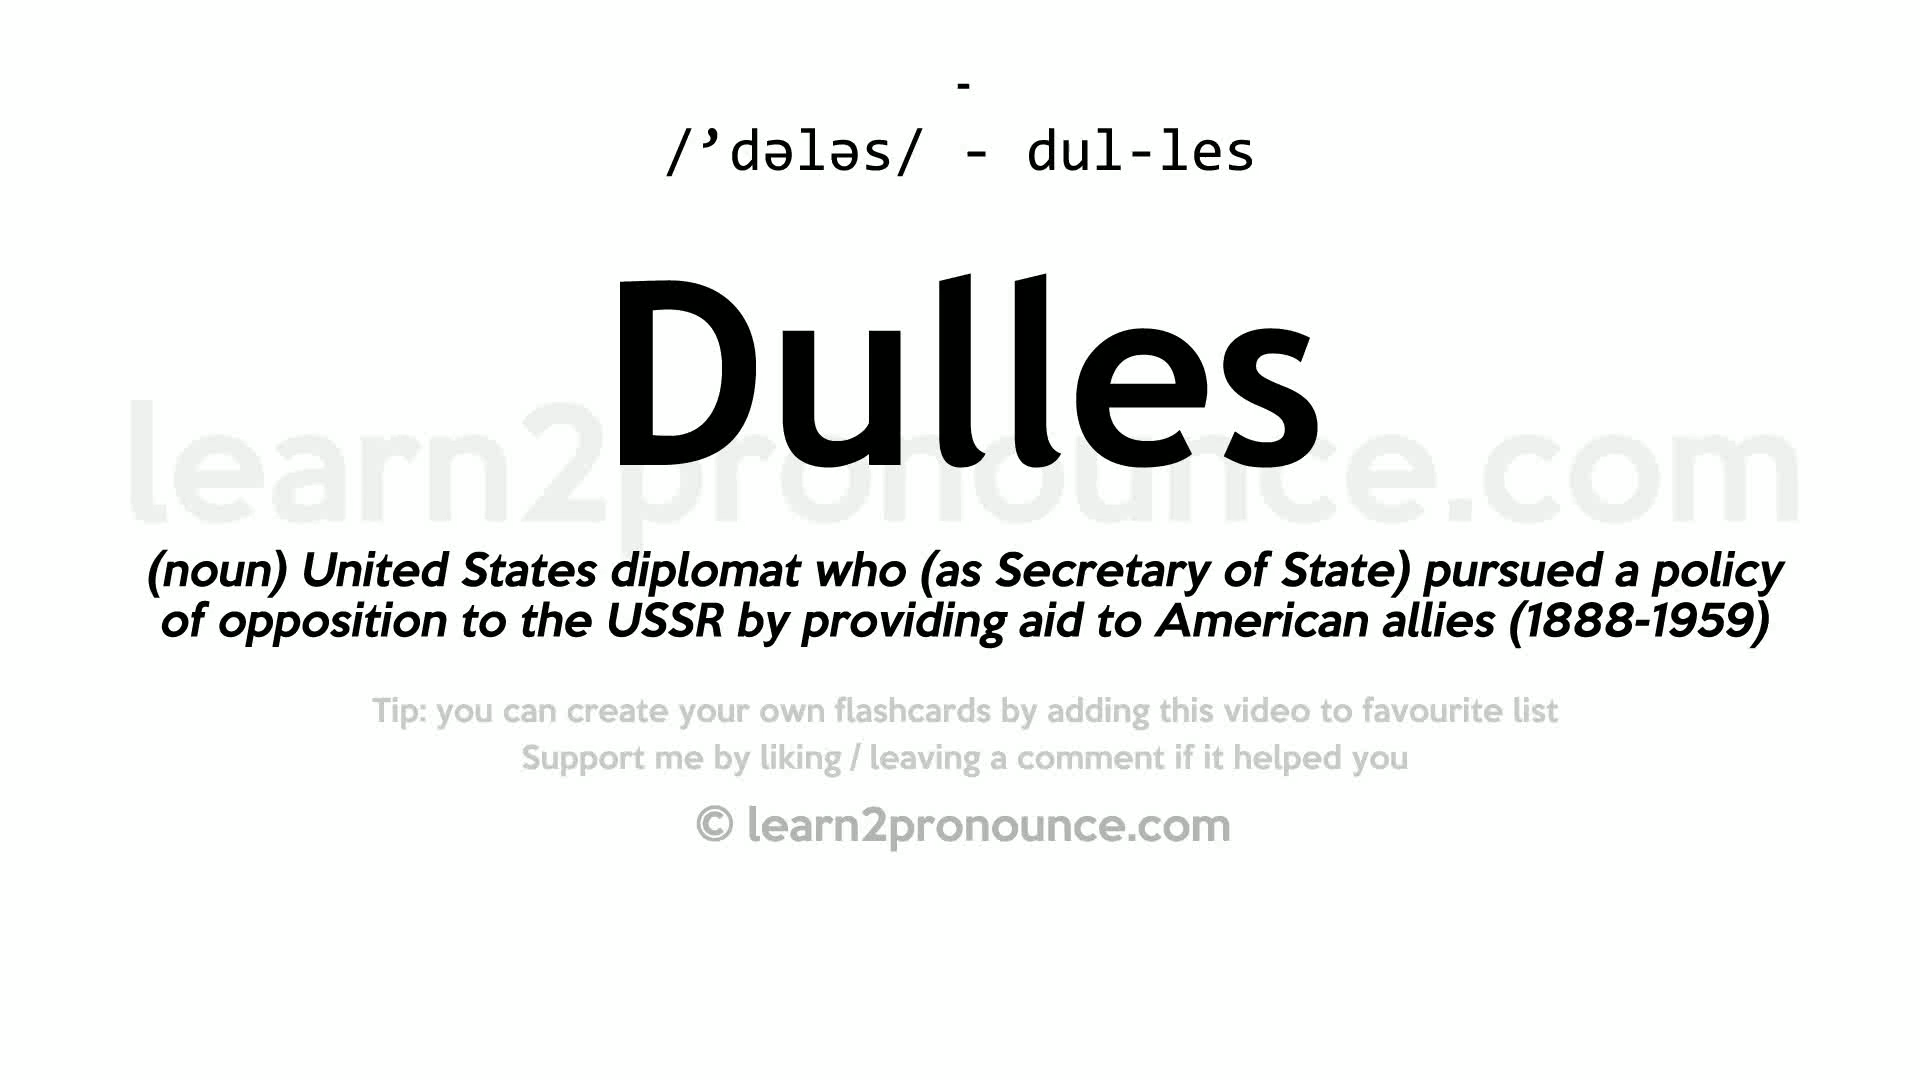 -
/’dələs/ - dul-les
Dulles
learn2pronounce.com
(noun) United States diplomat who (as Secretary of State) pursued a policy
of opposition to the USSR by providing aid to American allies (1888-1959)
Tip: you can create your own flashcards by adding this video to favourite list
Support me by liking / leaving a comment if it helped you
© learn2pronounce.com